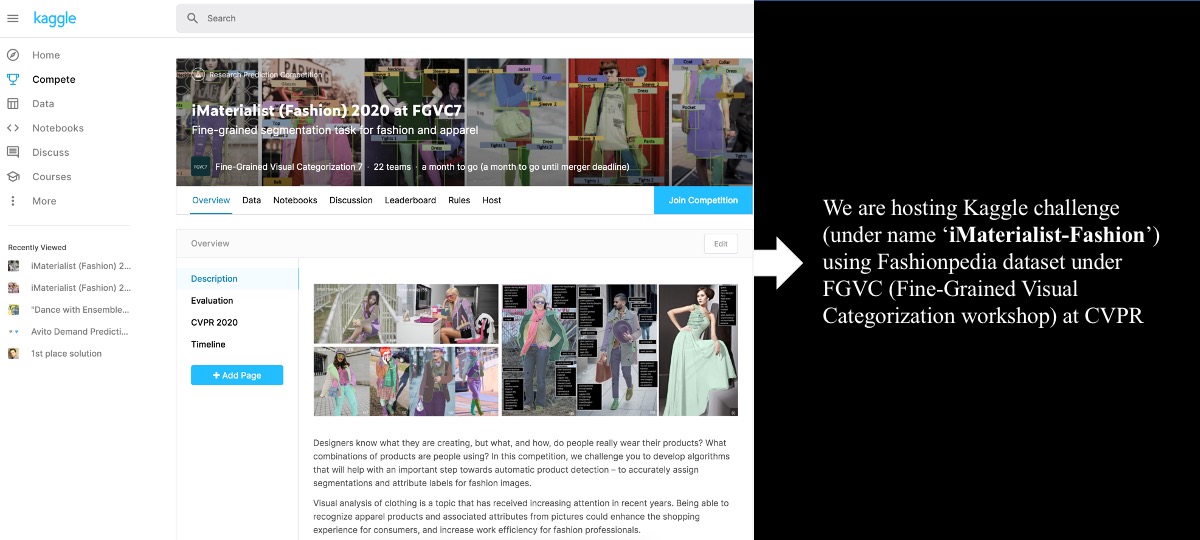 kaggle
Search
Home
Compete
Data
Notebooks
Discuss
Courses
More
Recently Viewed
iMaterialist (Fashion) 2...
iMaterialist (Fashion) 2...
"Dance with Ensemble...
Avito Demand Predicti...
1st place solution
Research Prediction Competition
iMaterialist (Fashion) 2020 at FGVC7
Fine-grained segmentation task for fashion and apparel
FGVC7
Fine-Grained Visual Categorization 7 · 22 teams · a month to go (a month to go until merger deadline)
Overview Data Notebooks Discussion Leaderboard Rules Host
Join Competition
Overview
Edit
Description
Evaluation
CVPR 2020
Timeline
+ Add Page
Designers know what they are creating, but what, and how, do people really wear their products? What
combinations of products are people using? In this competition, we challenge you to develop algorithms
that will help with an important step towards automatic product detection – to accurately assign
segmentations and attribute labels for fashion images.
Visual analysis of clothing is a topic that has received increasing attention in recent years. Being able to
recognize apparel products and associated attributes from pictures could enhance the shopping
experience for consumers, and increase work efficiency for fashion professionals.
We are hosting Kaggle challenge
(under name ‘iMaterialist-Fashion’)
using Fashionpedia dataset under
FGVC (Fine-Grained Visual
Categorization workshop) at CVPR